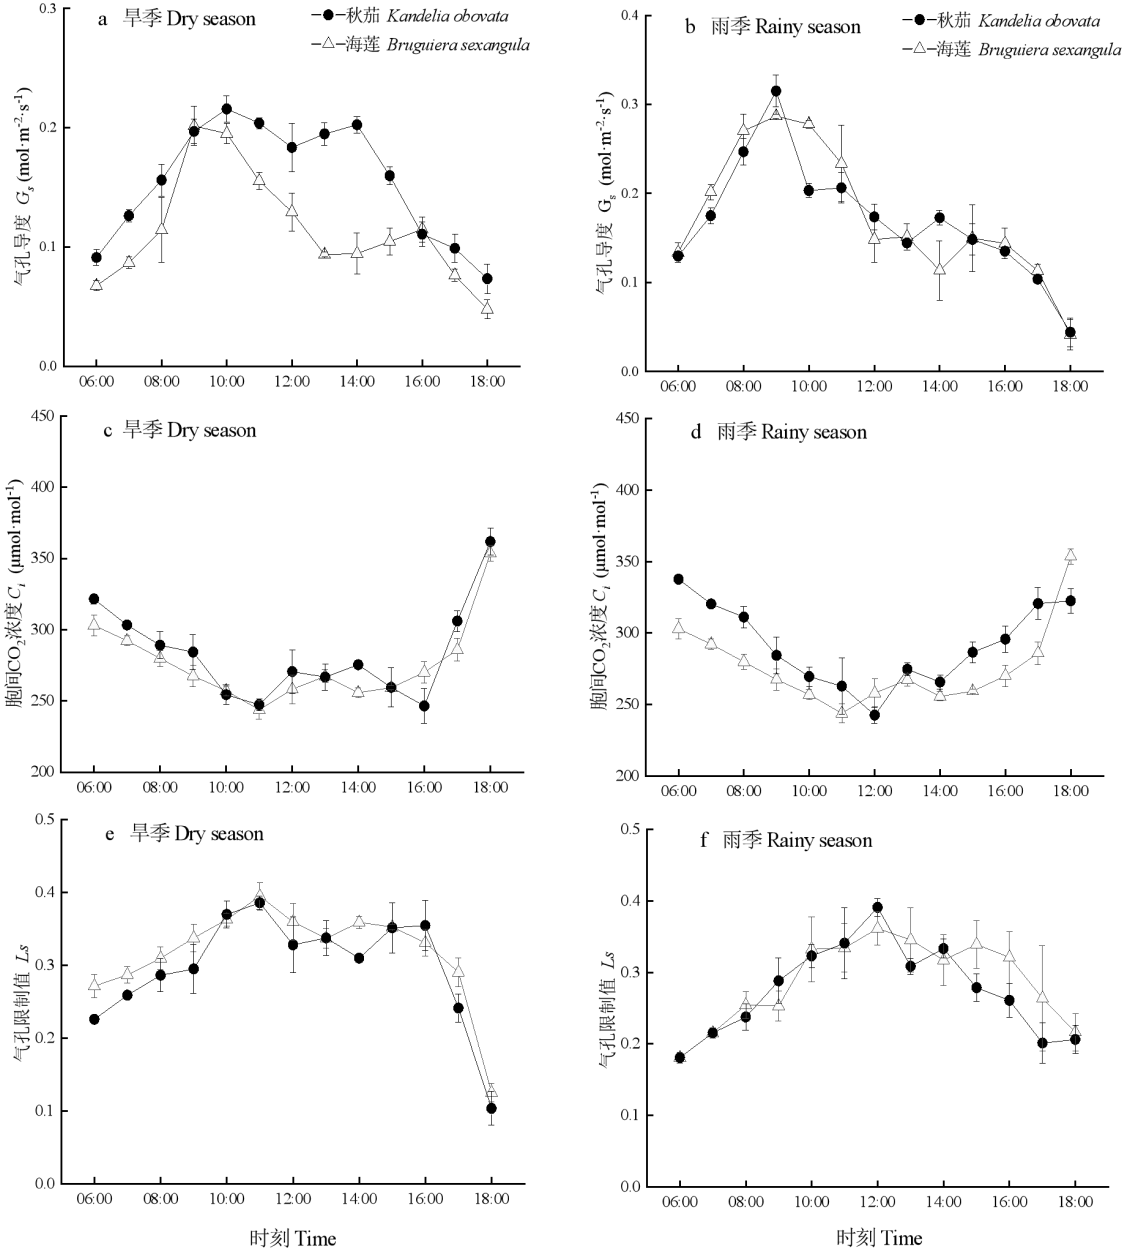 a 旱季 Dry season
秋茄 Kandelia obovata
海莲 Bruguiera sexangula
气孔导度 Gs (mol·m-2·s-1)
0.3
0.2
0.1
0.0
06:00 08:00 10:00 12:00 14:00 16:00 18:00
b 雨季 Rainy season
秋茄 Kandelia obovata
海莲 Bruguiera sexangula
气孔导度 Gs (mol·m-2·s-1)
0.4
0.3
0.2
0.1
0.0
06:00 08:00 10:00 12:00 14:00 16:00 18:00
c 旱季 Dry season
胞间CO2浓度 Ci (μmol·mol-1)
450
400
350
300
250
200
06:00 08:00 10:00 12:00 14:00 16:00 18:00
d 雨季 Rainy season
胞间CO2浓度 Ci (μmol·mol-1)
450
400
350
300
250
200
06:00 08:00 10:00 12:00 14:00 16:00 18:00
e 旱季 Dry season
气孔限制值 Ls
0.5
0.4
0.3
0.2
0.1
0.0
06:00 08:00 10:00 12:00 14:00 16:00 18:00
时刻 Time
f 雨季 Rainy season
气孔限制值 Ls
0.5
0.4
0.3
0.2
0.1
0.0
06:00 08:00 10:00 12:00 14:00 16:00 18:00
时刻 Time